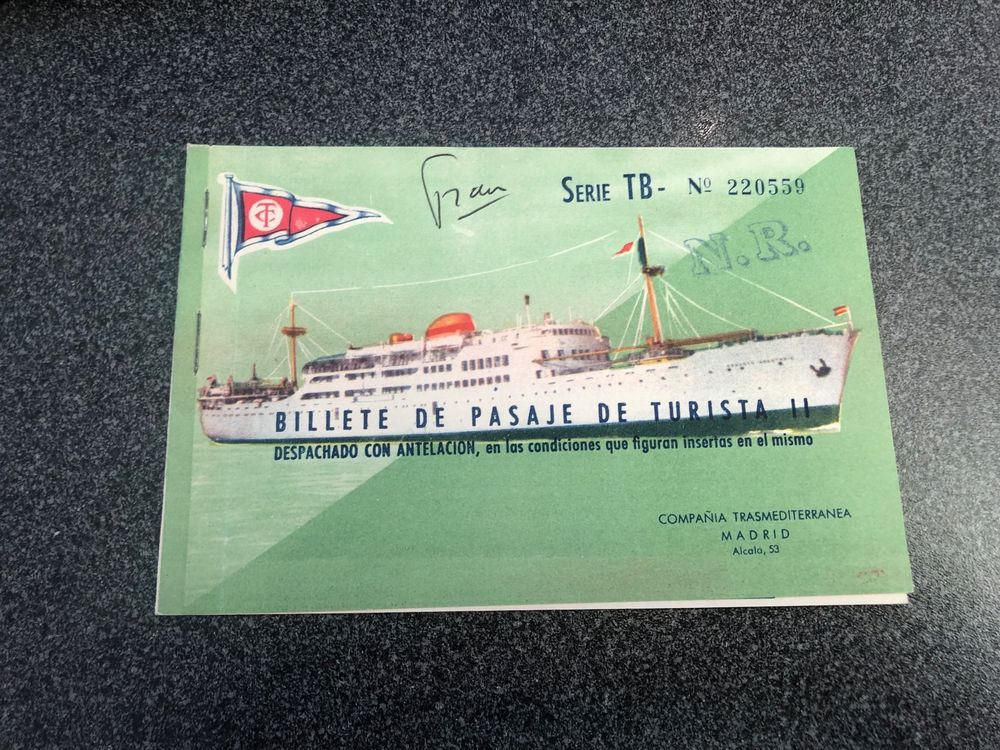 SERIE TB- Nº 220559
N.R.
BILLETE DE PASAJE DE TURISTA II
DESPACHADO CON ANTELACION, en las condiciones que figuran insertas en el mismo
COMPAÑIA TRASMEDITERRANEA
MADRID
Alcala, 53